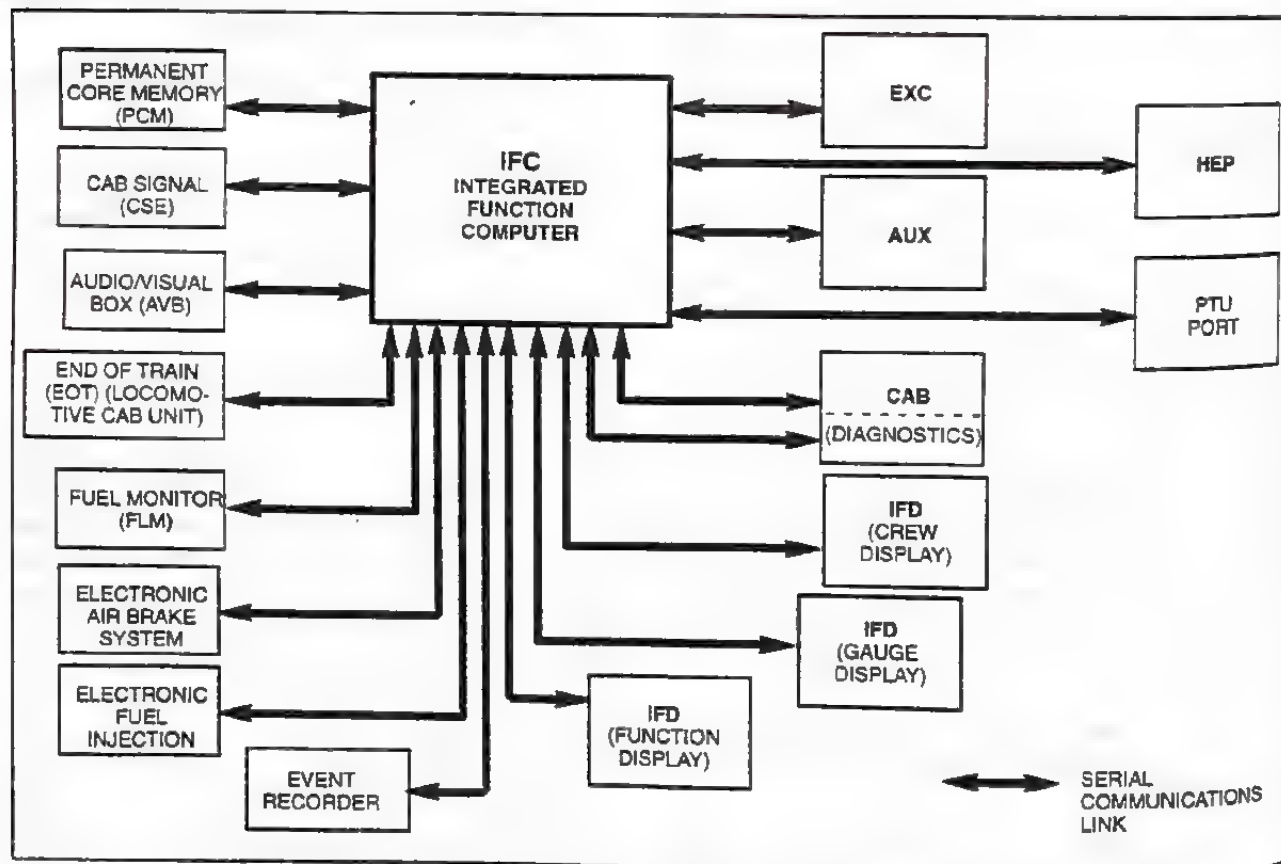 PERMANENT
CORE MEMORY
(PCM)
CAB SIGNAL
(CSE)
AUDIO/VISUAL
BOX (AVB)
END OF TRAIN
(EOT) (LOCOMO-
TIVE CAB UNIT)
FUEL MONITOR
(FLM)
ELECTRONIC
AIR BRAKE
SYSTEM
ELECTRONIC
FUEL
INJECTION
EVENT
RECORDER
IFC
INTEGRATED
FUNCTION
COMPUTER
EXC
HEP
AUX
PTU
PORT
CAB
(DIAGNOSTICS)
IFD
(CREW
DISPLAY)
IFD
(GAUGE
DISPLAY)
IFD
(FUNCTION
DISPLAY)
SERIAL
COMMUNICATIONS
LINK